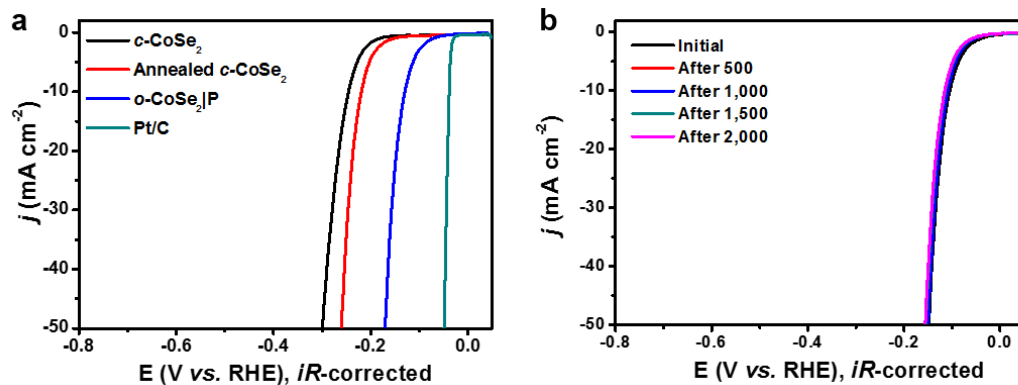 a
c-CoSe₂
Annealed c-CoSe₂
o-CoSe₂|P
Pt/C
j (mA cm⁻²)
0
-10
-20
-30
-40
-50
-0.8
-0.6
-0.4
-0.2
0.0
E (V vs. RHE), iR-corrected
b
Initial
After 500
After 1,000
After 1,500
After 2,000
j (mA cm⁻²)
0
-10
-20
-30
-40
-50
-0.8
-0.6
-0.4
-0.2
0.0
E (V vs. RHE), iR-corrected